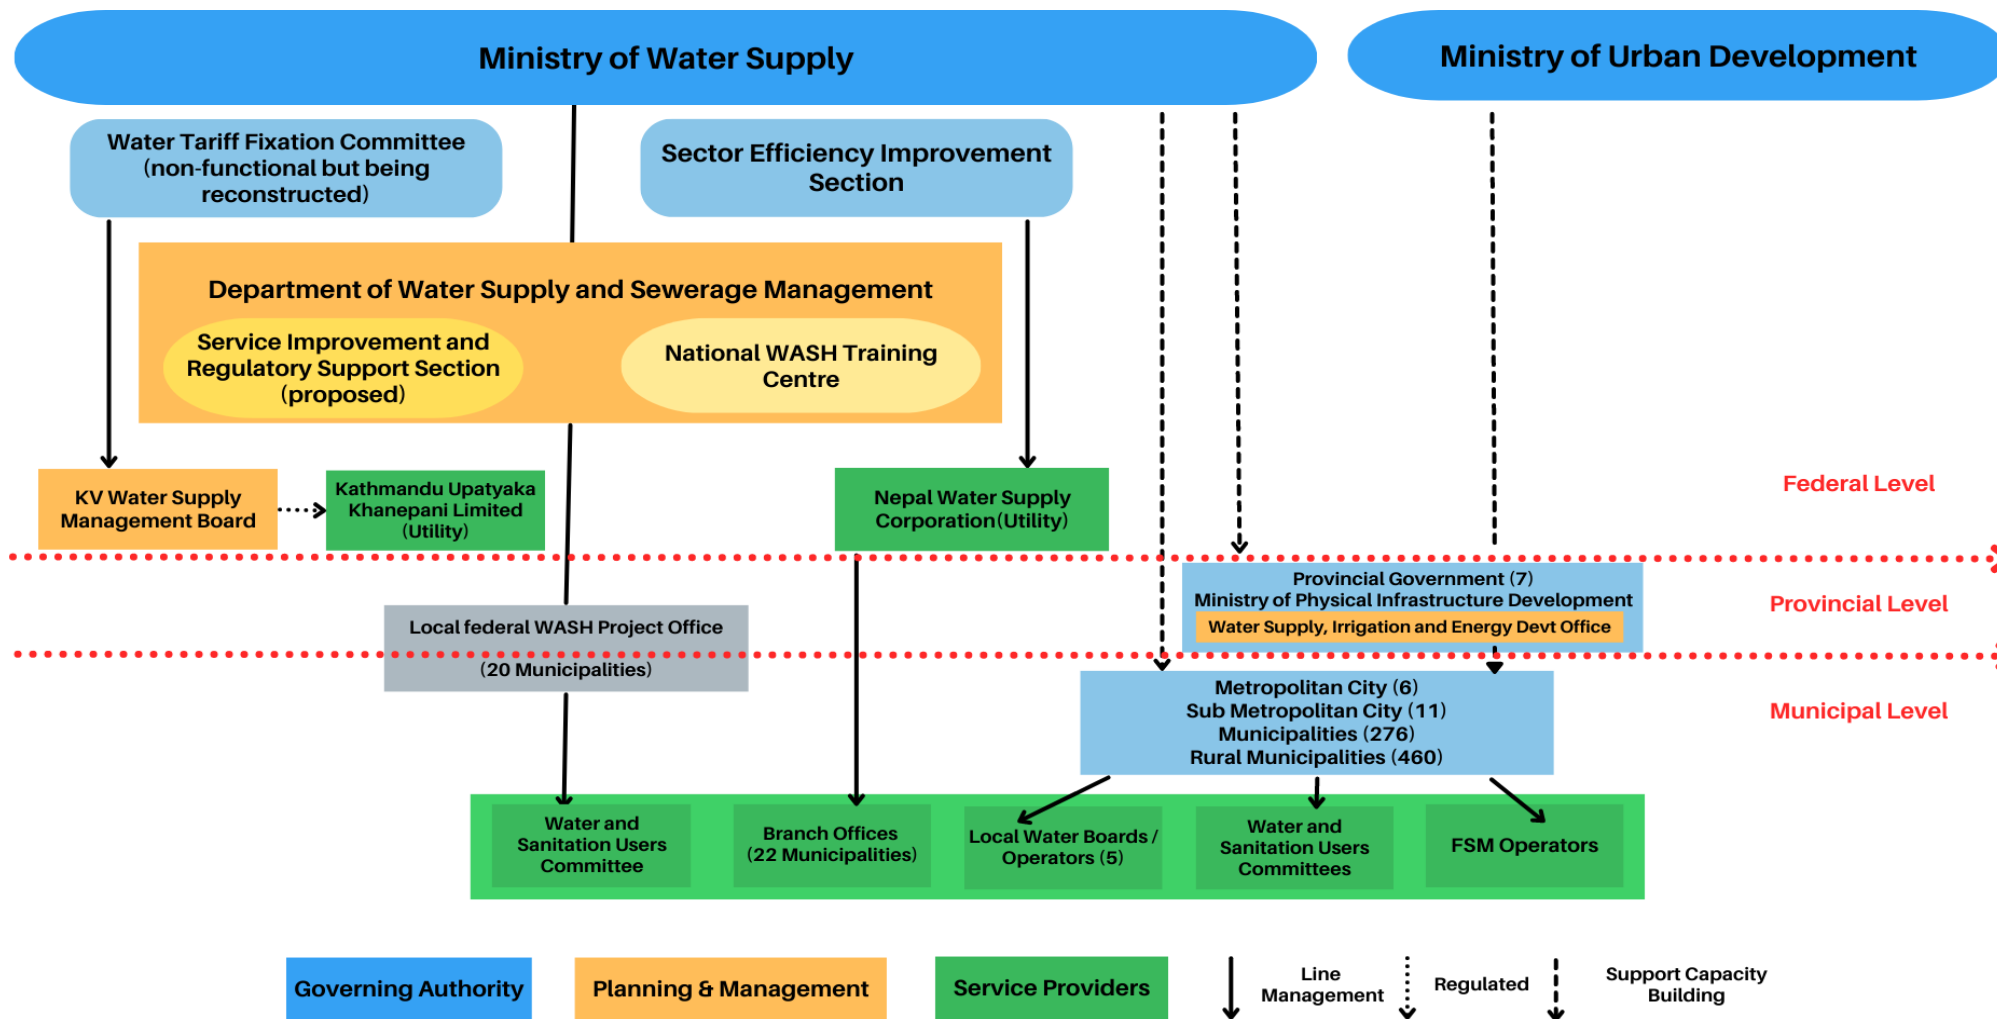 Ministry of Water Supply
Ministry of Urban Development
Water Tariff Fixation Committee
(non-functional but being
reconstructed)
Sector Efficiency Improvement
Section
Department of Water Supply and Sewerage Management
Service Improvement and
Regulatory Support Section
(proposed)
National WASH Training
Centre
KV Water Supply
Management Board
Kathmandu Upatyaka
Khanepani Limited
(Utility)
Nepal Water Supply
Corporation(Utility)
Federal Level
Provincial Government (7)
Ministry of Physical Infrastructure Development
Water Supply, Irrigation and Energy Devt Office
Provincial Level
Local federal WASH Project Office
(20 Municipalities)
Metropolitan City (6)
Sub Metropolitan City (11)
Municipalities (276)
Rural Municipalities (460)
Municipal Level
Water and
Sanitation Users
Committee
Branch Offices
(22 Municipalities)
Local Water Boards /
Operators (5)
Water and
Sanitation Users
Committees
FSM Operators
Governing Authority
Planning & Management
Service Providers
Line
Management
Regulated
Support Capacity
Building